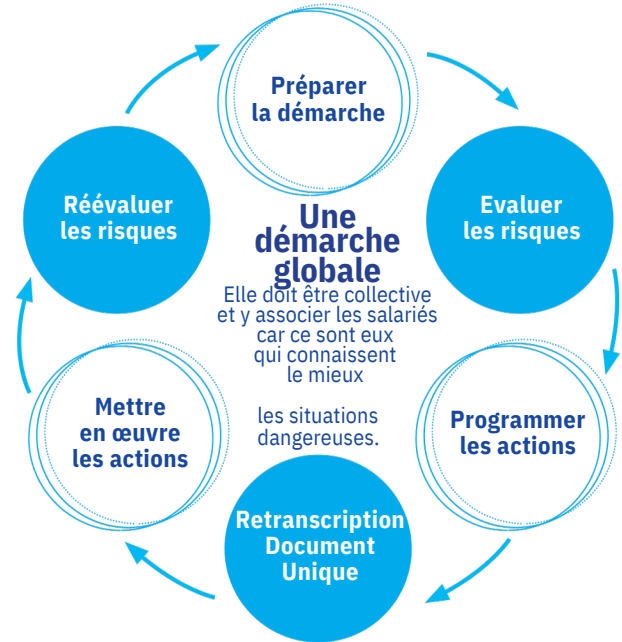 Préparer
la démarche
Evaluer
les risques
Programmer
les actions
Retranscription
Document
Unique
Mettre
en œuvre
les actions
Réévaluer
les risques
Une
démarche
globale
Elle doit être collective
et y associer les salariés
car ce sont eux
qui connaissent
le mieux
les situations
dangereuses.